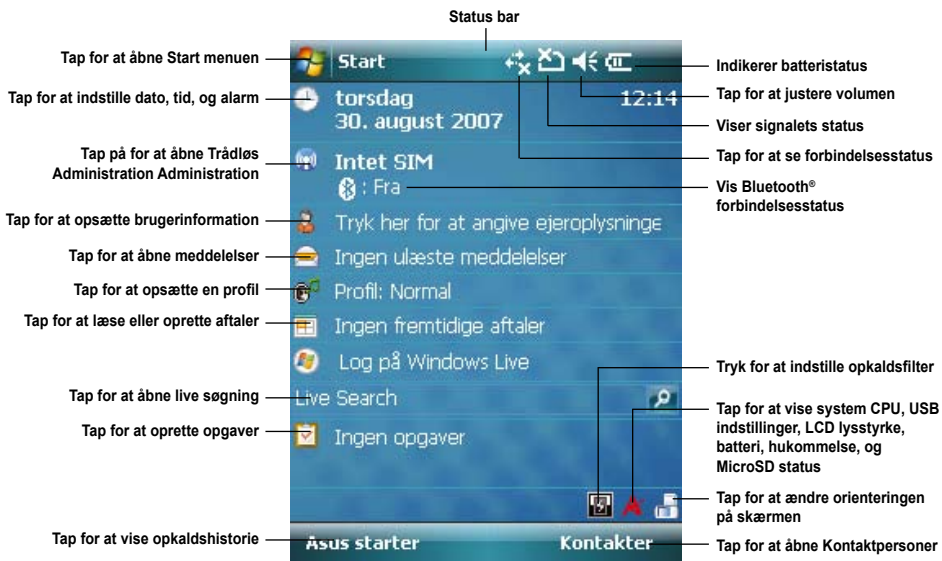 Status bar
Tap for at åbne Start menuen
Tap for at indstille dato, tid, og alarm
Tap på for at åbne Trådløs
Administration Administration
Tap for at opsætte brugerinformation
Tap for at åbne meddelelser
Tap for at opsætte en profil
Tap for at læse eller oprette aftaler
Tap for at åbne live søgning
Tap for at oprette opgaver
Tap for at vise opkaldshistorie
Start
torsdag 12:14
30. august 2007
Intet SIM
: Fra
Tryk her for at angive ejeroplysninge
Ingen ulæste meddelelser
Profil: Normal
Ingen fremtidige aftaler
Log på Windows Live
Live Search
Ingen opgaver
Asus starter Kontakter
Indikerer batteristatus
Tap for at justere volumen
Viser signalets status
Tap for at se forbindelsesstatus
Vis Bluetooth®
forbindelsesstatus
Tryk for at indstille opkaldsfilter
Tap for at vise system CPU, USB
indstillinger, LCD lysstyrke,
batteri, hukommelse, og
MicroSD status
Tap for at ændre orienteringen
på skærmen
Tap for at åbne Kontaktpersoner